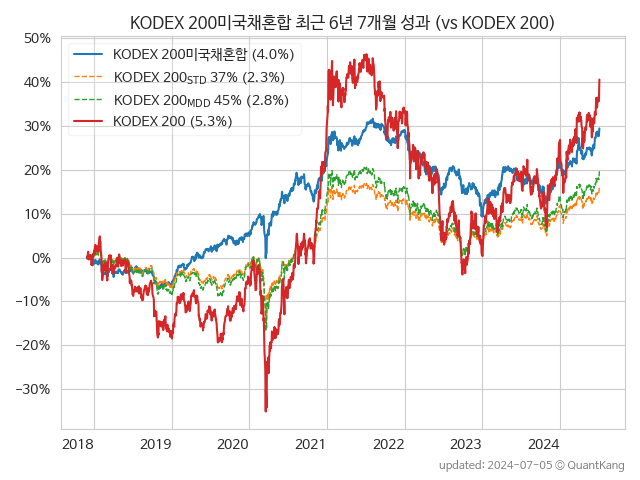 KODEX 200미국채혼합 최근 6년 7개월 성과 (vs KODEX 200)
50%
40%
30%
20%
10%
0%
−10%
−20%
−30%
KODEX 200미국채혼합 (4.0%)
KODEX 200STD 37% (2.3%)
KODEX 200MDD 45% (2.8%)
KODEX 200 (5.3%)
2018 2019 2020 2021 2022 2023 2024
updated: 2024-07-05 © QuantKang